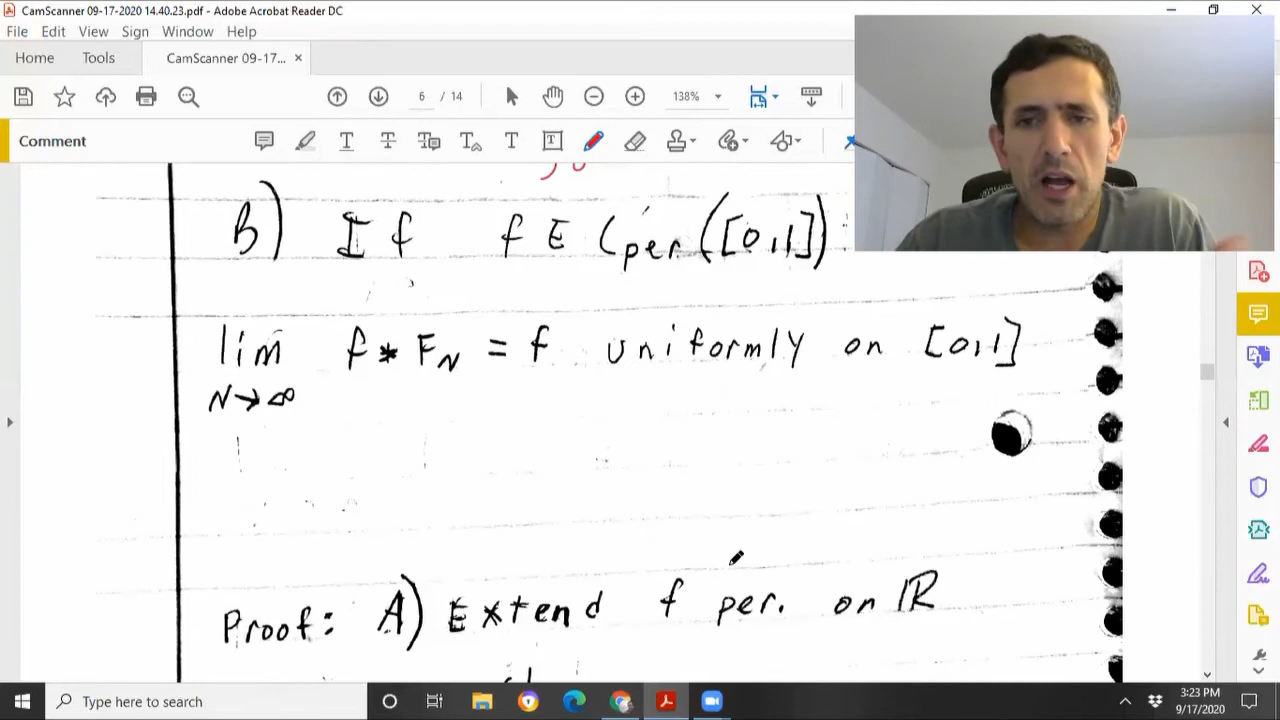 CamScanner 09-17-2020 14.40.23.pdf - Adobe Acrobat Reader DC
File Edit View Sign Window Help
Home Tools CamScanner 09-17... ×
6 / 14 138%
Comment
B) If f ∈ Cper([0,1]):
lim f * F_N = f uniformly on [0,1]
N→∞
Proof: A) Extend f per. on ℝ
Type here to search
3:23 PM
9/17/2020